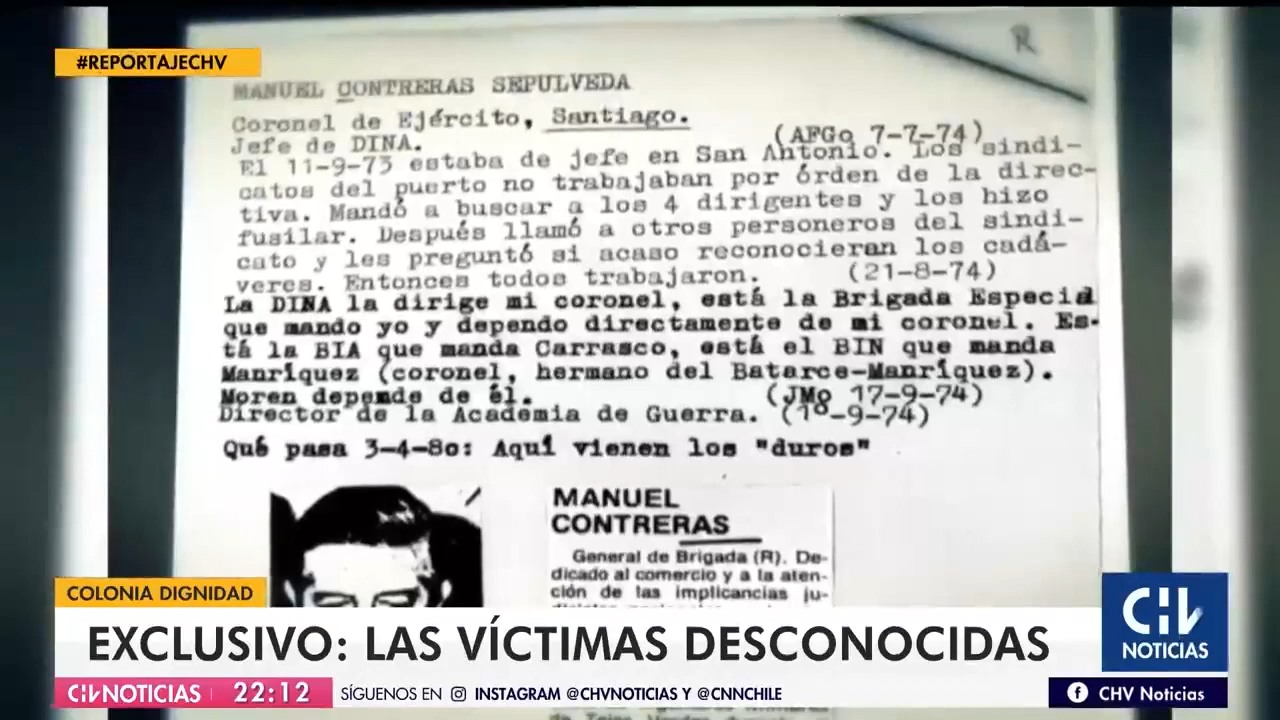 #REPORTAJECHV
R
MANUEL CONTRERAS SEPULVEDA
Coronel de Ejército, Santiago.
Jefe de DINA. (AFGo 7-7-74)
El 11-9-73 estaba de jefe en San Antonio. Los sindi-
catos del puerto no trabajaban por órden de la direc-
tiva. Mandó a buscar a los 4 dirigentes y los hizo
fusilar. Después llamó a otros personeros del sindi-
cato y les preguntó si acaso reconocieran los cadá-
veres. Entonces todos trabajaron. (21-8-74)
La DINA la dirige mi coronel, está la Brigada Especial
que mando yo y dependo directamente de mi coronel. Es-
tá la BIA que manda Carrasco, está el BIN que manda
Manríquez (coronel, hermano del Batarce-Manríquez).
Moren depende de él. (JMo 17-9-74)
Director de la Academia de Guerra. -9-74)
Qué pasa 3-4-80: Aquí vienen los "duros"
MANUEL
CONTRERAS
General de Brigada (R). De-
dicado al comercio y a la aten-
ción de las implicancias ju-
COLONIA DIGNIDAD
EXCLUSIVO: LAS VÍCTIMAS DESCONOCIDAS
CHV
NOTICIAS
CHV NOTICIAS 22:12 SÍGUENOS EN INSTAGRAM @CHVNOTICIAS Y @CNNCHILE
CHV Noticias